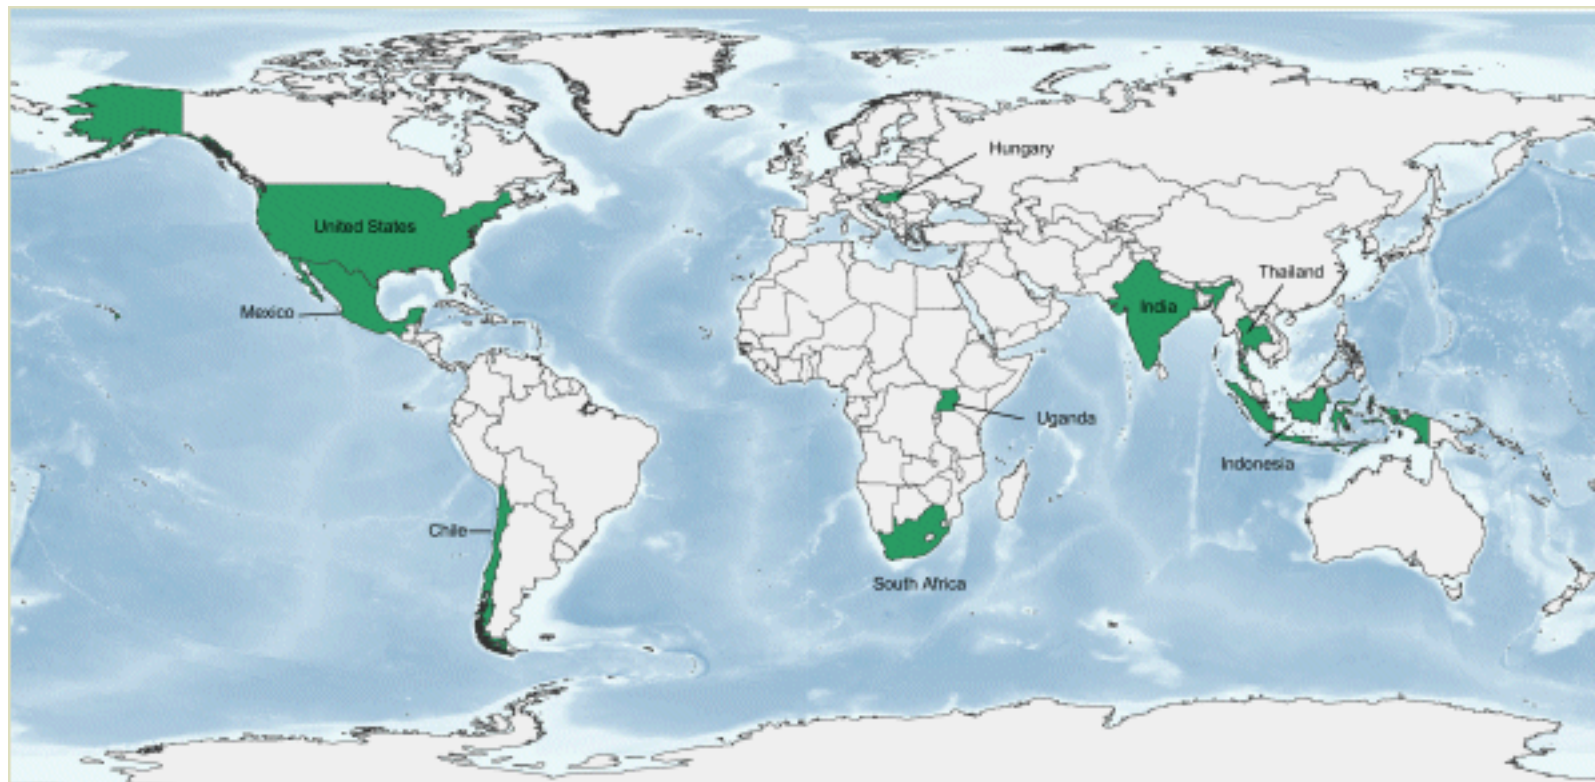 Hungary
United States
Thailand
Mexico
India
Uganda
Indonesia
Chile
South Africa